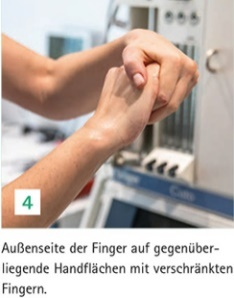 4
Außenseite der Finger auf gegenüber-
liegende Handflächen mit verschränkten
Fingern.